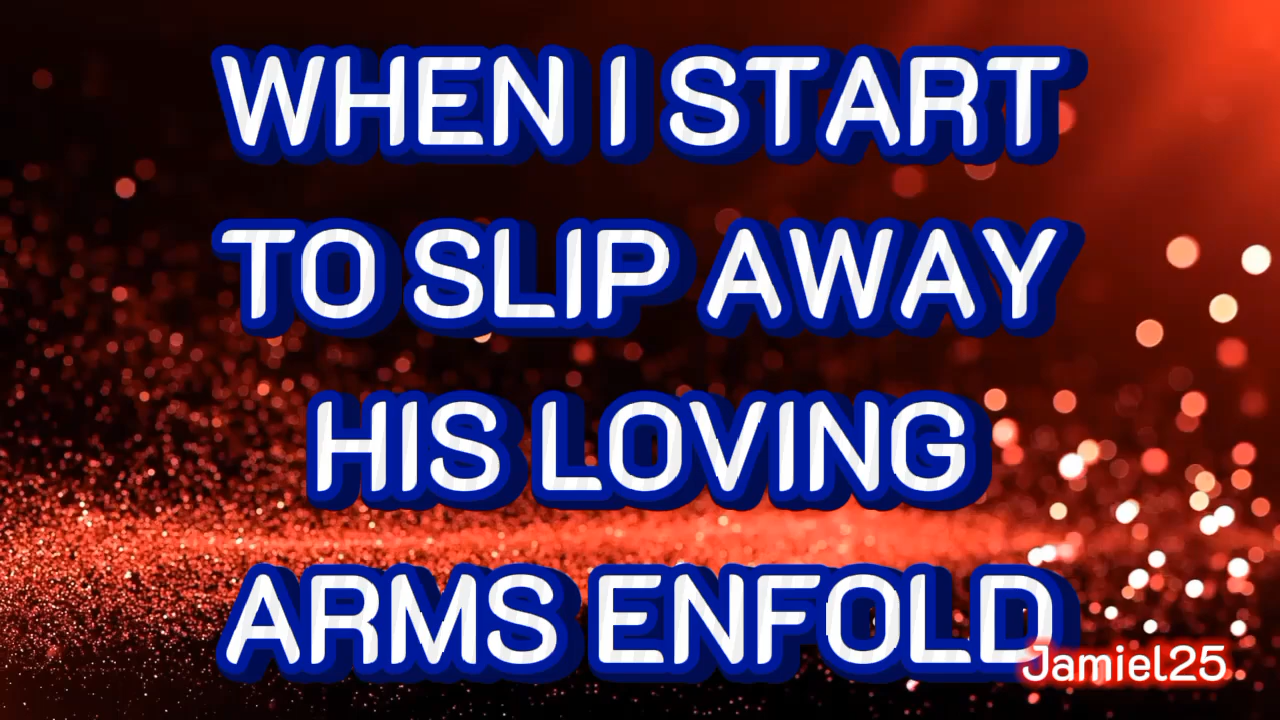 WHEN I START
TO SLIP AWAY
HIS LOVING
ARMS ENFOLD
Jamiel25